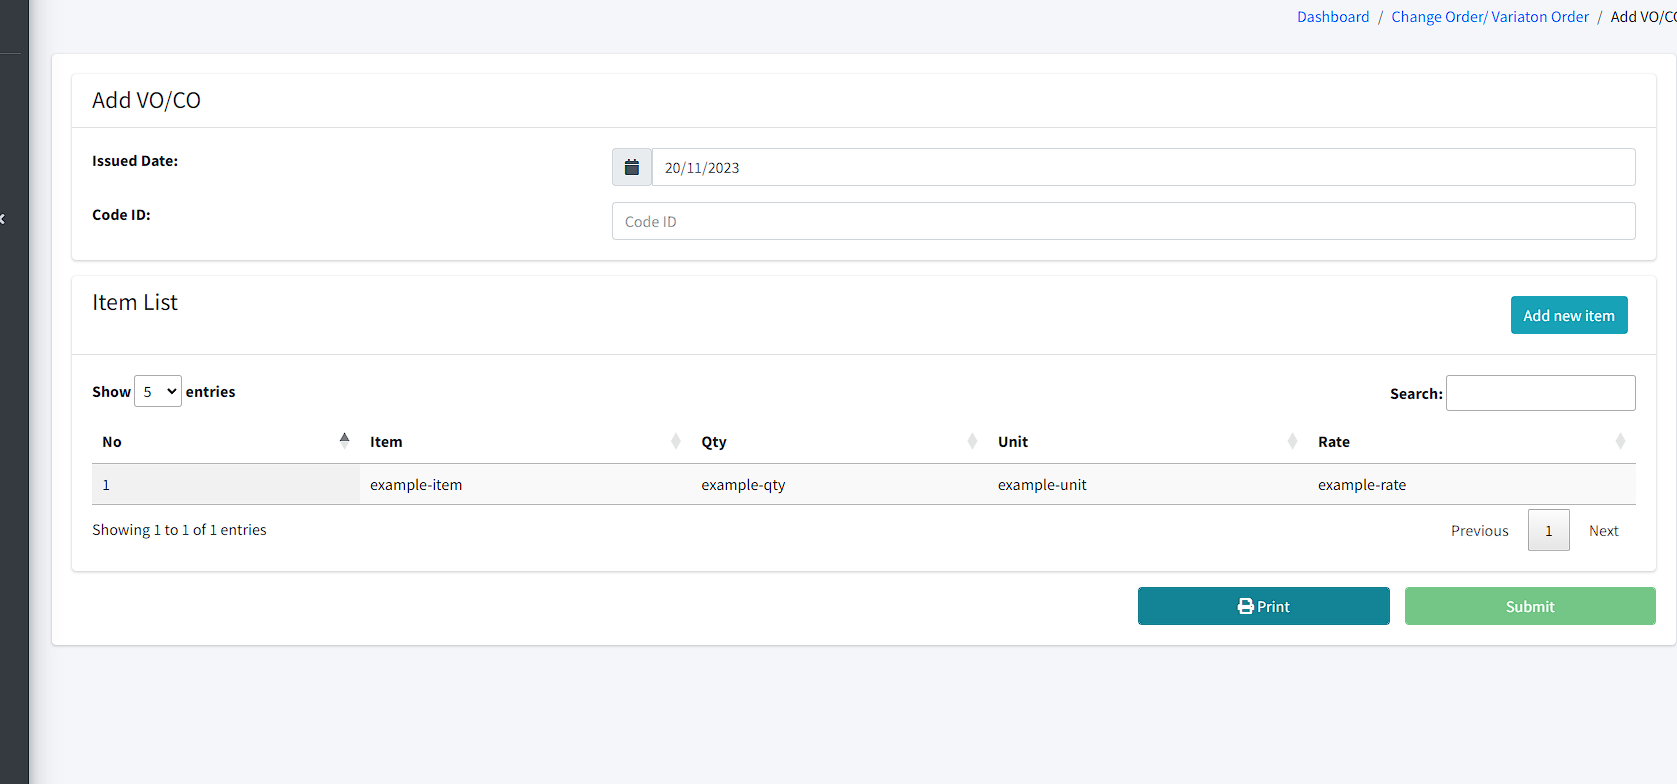 Dashboard / Change Order/ Variaton Order / Add VO/CO
Add VO/CO
Issued Date:
20/11/2023
Code ID:
Code ID
Item List
Add new item
Show 5 entries
Search:
No Item Qty Unit Rate
1 example-item example-qty example-unit example-rate
Showing 1 to 1 of 1 entries
Previous 1 Next
Print
Submit